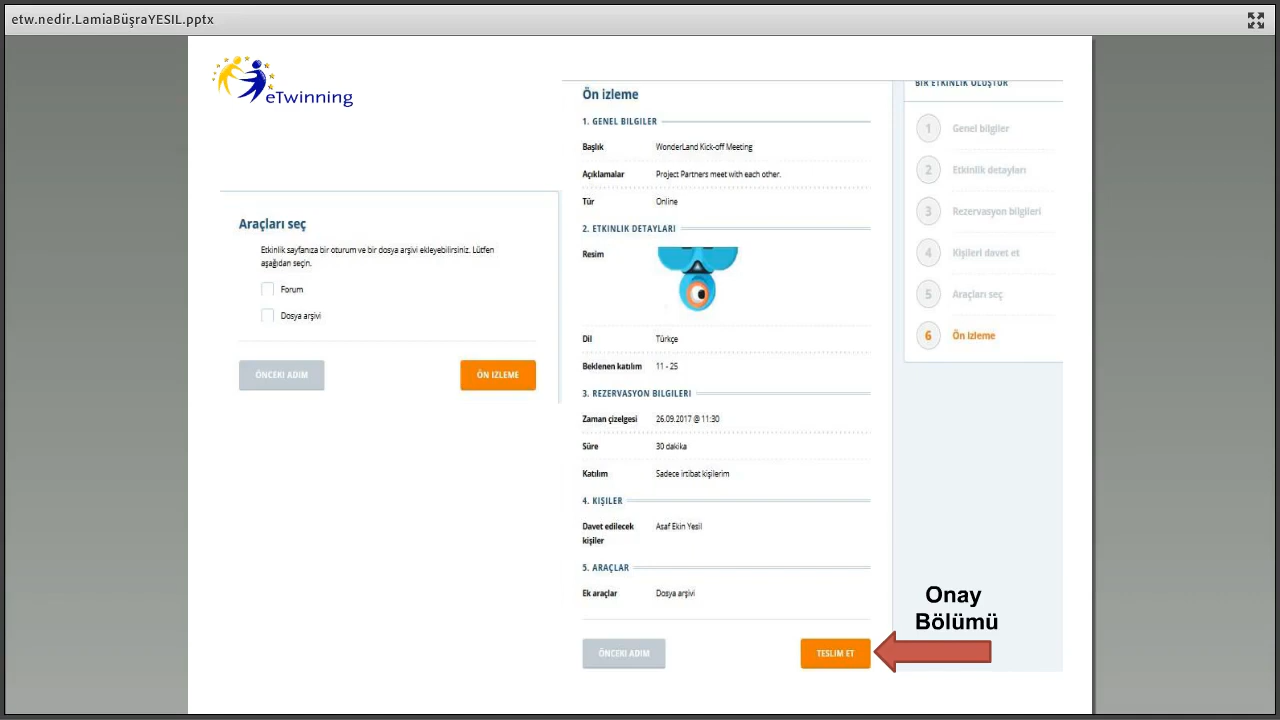 etw.nedir.LamiaBüşraYESIL.pptx
eTwinning
Araçları seç
Etkinlik sayfanıza bir oturum ve bir dosya arşivi ekleyebilirsiniz. Lütfen
aşağıdan seçin.
Forum
Dosya arşivi
ÖNCEKI ADIM
ÖN IZLEME
Ön izleme
1. GENEL BILGILER
Başlık WonderLand Kick-off Meeting
Açıklamalar Project Partners meet with each other.
Tür Online
2. ETKINLIK DETAYLARI
Resim
Dil Türkçe
Beklenen katılım 11 - 25
3. REZERVASYON BILGILERI
Zaman çizelgesi 26.09.2017 @ 11:30
Süre 30 dakika
Katılım Sadece irtibat kişilerim
4. KIŞILER
Davet edilecek Asaf Ekin Yesil
kişiler
5. ARAÇLAR
Ek araçlar Dosya arşivi
ÖNCEKI ADIM
TESLIM ET
BIR ETKINLIK OLUŞTUR
1 Genel bilgiler
2 Etkinlik detayları
3 Rezervasyon bilgileri
4 Kişileri davet et
5 Araçları seç
6 Ön izleme
Onay
Bölümü